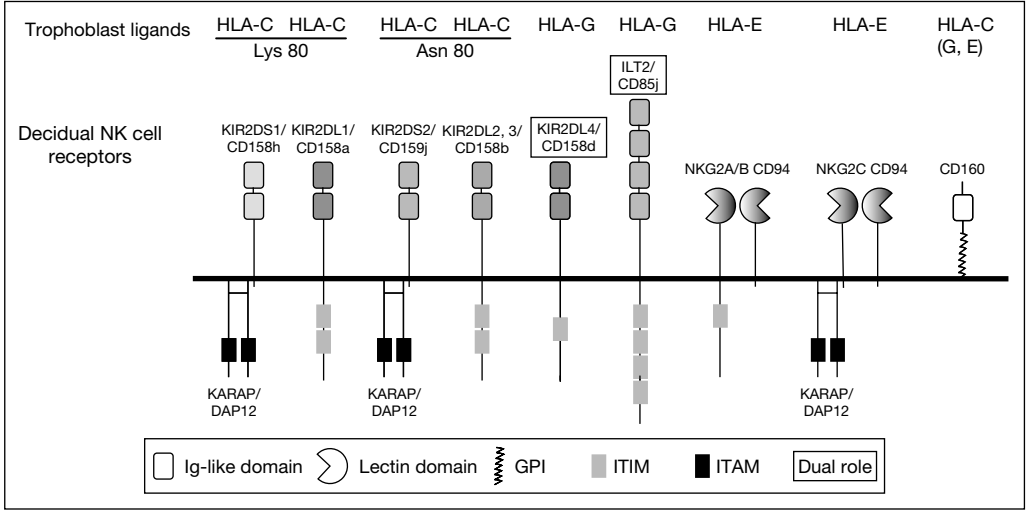 Trophoblast ligands HLA-C HLA-C HLA-C HLA-C HLA-G HLA-G HLA-E HLA-E HLA-C
Lys 80 Asn 80 (G, E)
ILT2/
CD85j
Decidual NK cell
receptors
KIR2DS1/
CD158h
KIR2DL1/
CD158a
KIR2DS2/
CD159j
KIR2DL2, 3/
CD158b
KIR2DL4/
CD158d
NKG2A/B CD94
NKG2C CD94
CD160
KARAP/
DAP12
KARAP/
DAP12
KARAP/
DAP12
Ig-like domain Lectin domain GPI ITIM ITAM Dual role